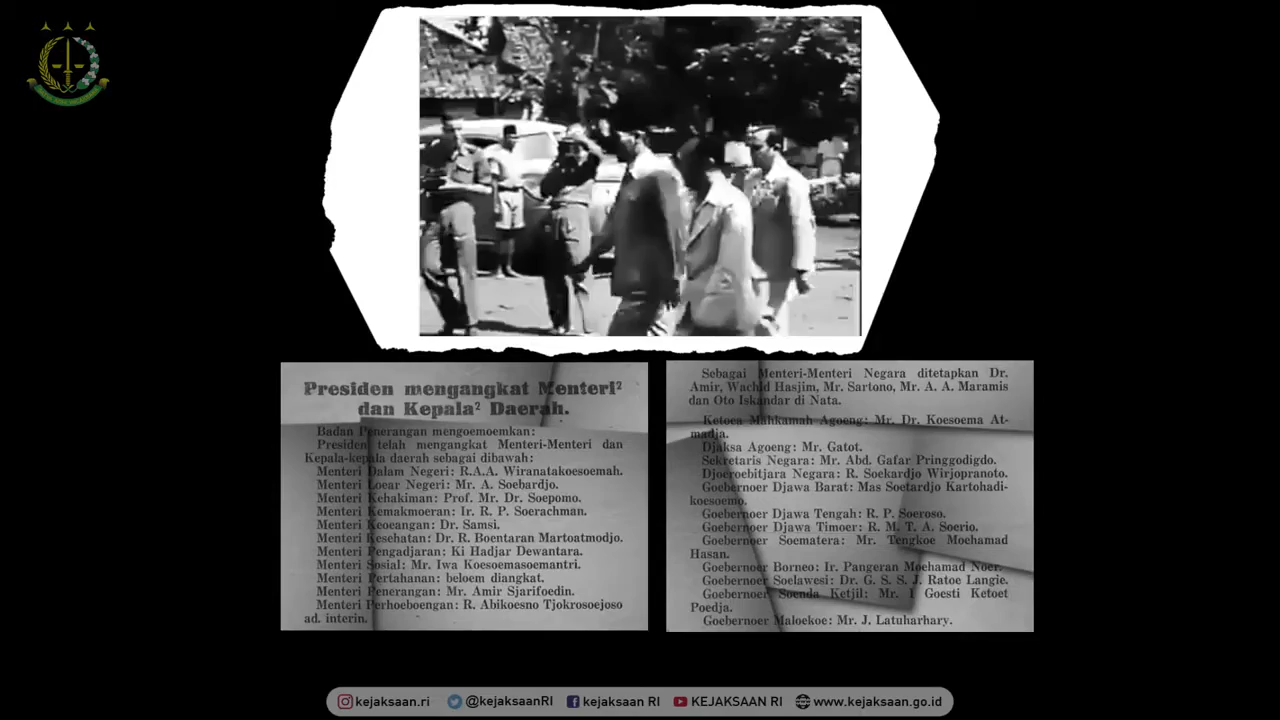 Presiden mengangkat Menteri²
dan Kepala² Daerah.
Badan Penerangan mengoemoemkan:
Presiden telah mengangkat Menteri-Menteri dan
Kepala-kepala daerah sebagai dibawah:
Menteri Dalam Negeri: R.A.A. Wiranatakoesoemah.
Menteri Loear Negeri: Mr. A. Soebardjo.
Menteri Kehakiman: Prof. Mr. Dr. Soepomo.
Menteri Kemakmoeran: Ir. R. P. Soerachman.
Menteri Keoeangan: Dr. Samsi.
Menteri Kesehatan: Dr. R. Boentaran Martoatmodjo.
Menteri Pengadjaran: Ki Hadjar Dewantara.
Menteri Sosial: Mr. Iwa Koesoemasoemantri.
Menteri Pertahanan: beloem diangkat.
Menteri Penerangan: Mr. Amir Sjarifoedin.
Menteri Perhoeboengan: R. Abikoesno Tjokrosoejoso
ad. interin.
Sebagai Menteri-Menteri Negara ditetapkan Dr.
Amir, Wachid Hasjim, Mr. Sartono, Mr. A. A. Maramis
dan Oto Iskandar di Nata.
Ketoea Mahkamah Agoeng: Mr. Dr. Koesoema At-
madja.
Djaksa Agoeng: Mr. Gatot.
Sekretaris Negara: Mr. Abd. Gafar Pringgodigdo.
Djoeroebitjara Negara: R. Soekardjo Wirjopranoto.
Goebernoer Djawa Barat: Mas Soetardjo Kartohadi-
koesoemo.
Goebernoer Djawa Tengah: R. P. Soeroso.
Goebernoer Djawa Timoer: R. M. T. A. Soerio.
Goebernoer Soematera: Mr. Tengkoe Mochamad
Hasan.
Goebernoer Borneo: Ir. Pangeran Mochamad Noer.
Goebernoer Soelawesi: Dr. G. S. S. J. Ratoe Langie.
Goebernoer Soenda Ketjil: Mr. I Goesti Ketoet
Poedja.
Goebernoer Maloekoe: Mr. J. Latuharhary.
kejaksaan.ri @kejaksaanRI kejaksaan RI KEJAKSAAN RI www.kejaksaan.go.id